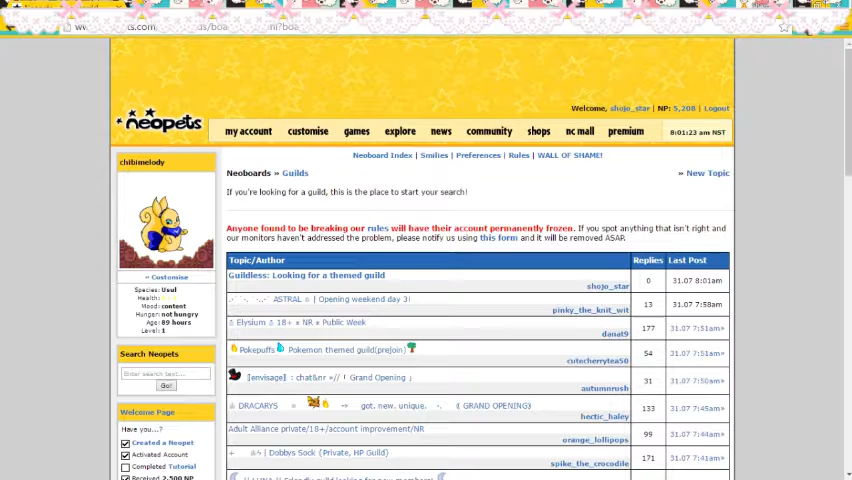 Welcome, shojo_star | NP: 5,208 | Logout
neopets
my account customise games explore news community shops nc mall premium 8:01:23 am NST
chibimelody
Neoboard Index | Smilies | Preferences | Rules | WALL OF SHAME!
Neoboards » Guilds » New Topic
If you're looking for a guild, this is the place to start your search!
Anyone found to be breaking our rules will have their account permanently frozen. If you spot anything that isn't right and
our monitors haven't addressed the problem, please notify us using this form and it will be removed ASAP.
Topic/Author Replies Last Post
Guildless: Looking for a themed guild
shojo_star 0 31.07 8:01am
ASTRAL | Opening weekend day 3!
pinky_the_knit_wit 13 31.07 7:58am
Elysium 18+ NR Public Week
danat9 177 31.07 7:51am»
Pokepuffs Pokemon themed guild(prejoin)
cutecherrytea50 54 31.07 7:51am»
[envisage] : chat&nr »// Grand Opening
autumnrush 31 31.07 7:50am»
DRACARYS got. new. unique. GRAND OPENING)
hectic_haley 133 31.07 7:45am»
Adult Alliance private/18+/account improvement/NR
orange_lollipops 99 31.07 7:44am»
| Dobbys Sock {Private, HP Guild}
spike_the_crocodile 171 31.07 7:41am»
» Customise
Species: Usul
Health:
Mood: content
Hunger: not hungry
Age: 89 hours
Level: 1
Search Neopets
Enter search text...
Go!
Welcome Page
Have you...?
Created a Neopet
Activated Account
Completed Tutorial
Received 2,500 NP